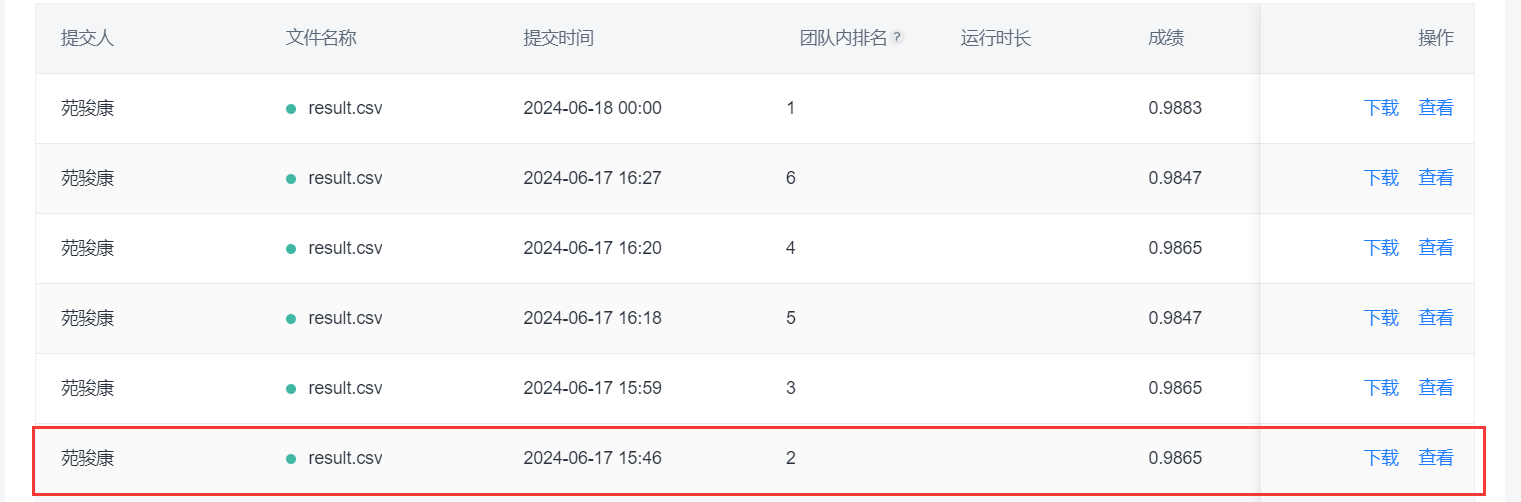 提交人 文件名称 提交时间 团队内排名? 运行时长 成绩 操作
苑骏康 result.csv 2024-06-18 00:00 1 0.9883 下载 查看
苑骏康 result.csv 2024-06-17 16:27 6 0.9847 下载 查看
苑骏康 result.csv 2024-06-17 16:20 4 0.9865 下载 查看
苑骏康 result.csv 2024-06-17 16:18 5 0.9847 下载 查看
苑骏康 result.csv 2024-06-17 15:59 3 0.9865 下载 查看
苑骏康 result.csv 2024-06-17 15:46 2 0.9865 下载 查看